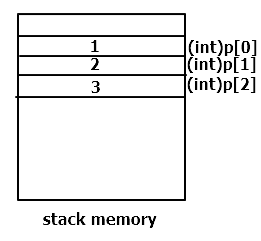 1 (int)p[0]
2 (int)p[1]
3 (int)p[2]
stack memory